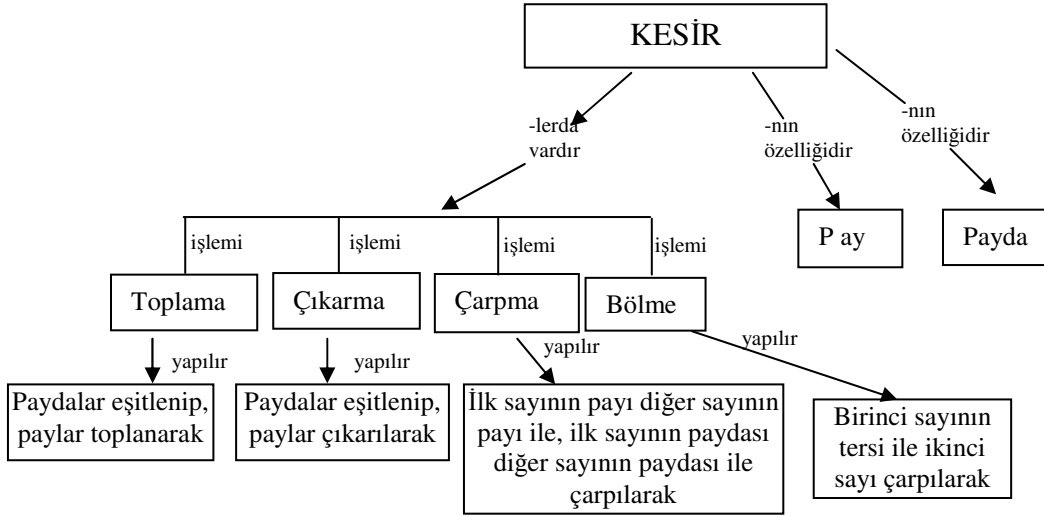 KESİR
-lerda
vardır
-nın
özelliğidir
-nın
özelliğidir
P ay
Payda
işlemi
işlemi
işlemi
işlemi
Toplama
Çıkarma
Çarpma
Bölme
yapılır
yapılır
yapılır
yapılır
Paydalar eşitlenip,
paylar toplanarak
Paydalar eşitlenip,
paylar çıkarılarak
İlk sayının payı diğer sayının
payı ile, ilk sayının paydası
diğer sayının paydası ile
çarpılarak
Birinci sayının
tersi ile ikinci
sayı çarpılarak